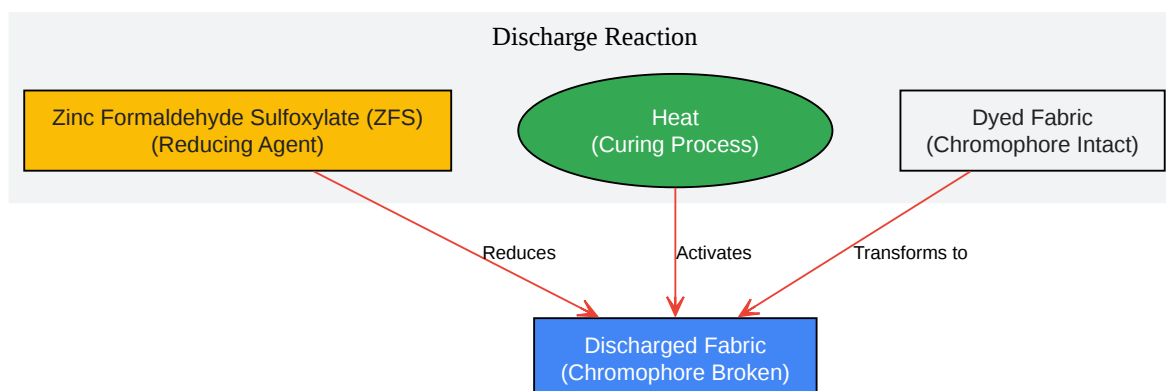 Discharge Reaction
Zinc Formaldehyde Sulfoxylate (ZFS)
(Reducing Agent)
Heat
(Curing Process)
Dyed Fabric
(Chromophore Intact)
Reduces
Activates
Transforms to
Discharged Fabric
(Chromophore Broken)